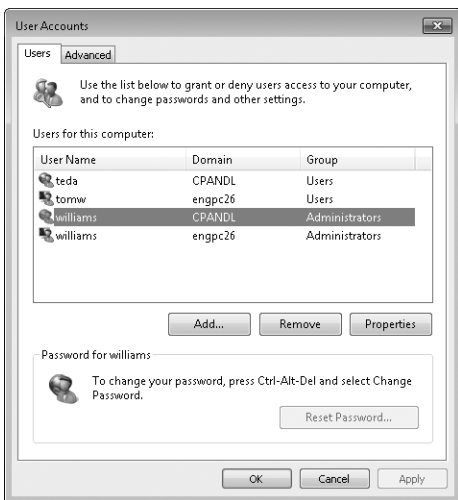 User Accounts
Users Advanced
Use the list below to grant or deny users access to your computer,
and to change passwords and other settings.
Users for this computer:
User Name Domain Group
teda CPANDL Users
tomw engpc26 Users
williams CPANDL Administrators
williams engpc26 Administrators
Add... Remove Properties
Password for williams
To change your password, press Ctrl-Alt-Del and select Change
Password.
Reset Password...
OK Cancel Apply